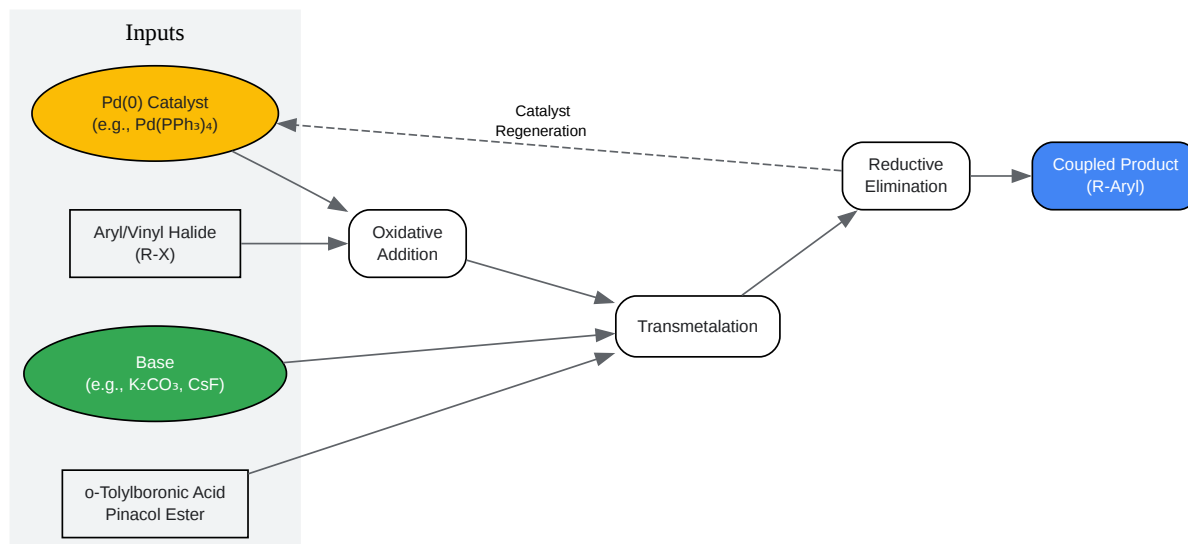 Inputs
Pd(0) Catalyst
(e.g., Pd(PPh₃)₄)
Aryl/Vinyl Halide
(R-X)
Base
(e.g., K₂CO₃, CsF)
o-Tolylboronic Acid
Pinacol Ester
Oxidative
Addition
Catalyst
Regeneration
Transmetalation
Reductive
Elimination
Coupled Product
(R-Aryl)